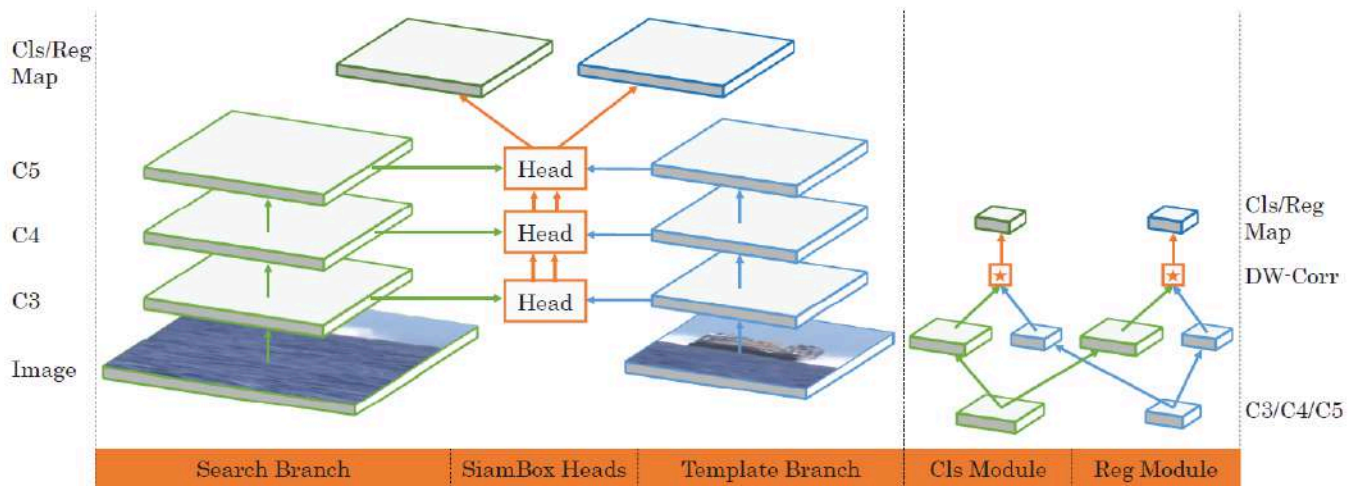 Cls/Reg
Map
C5
C4
C3
Image
Head
Head
Head
Cls/Reg
Map
DW-Corr
C3/C4/C5
Search Branch
SiamBox Heads
Template Branch
Cls Module
Reg Module